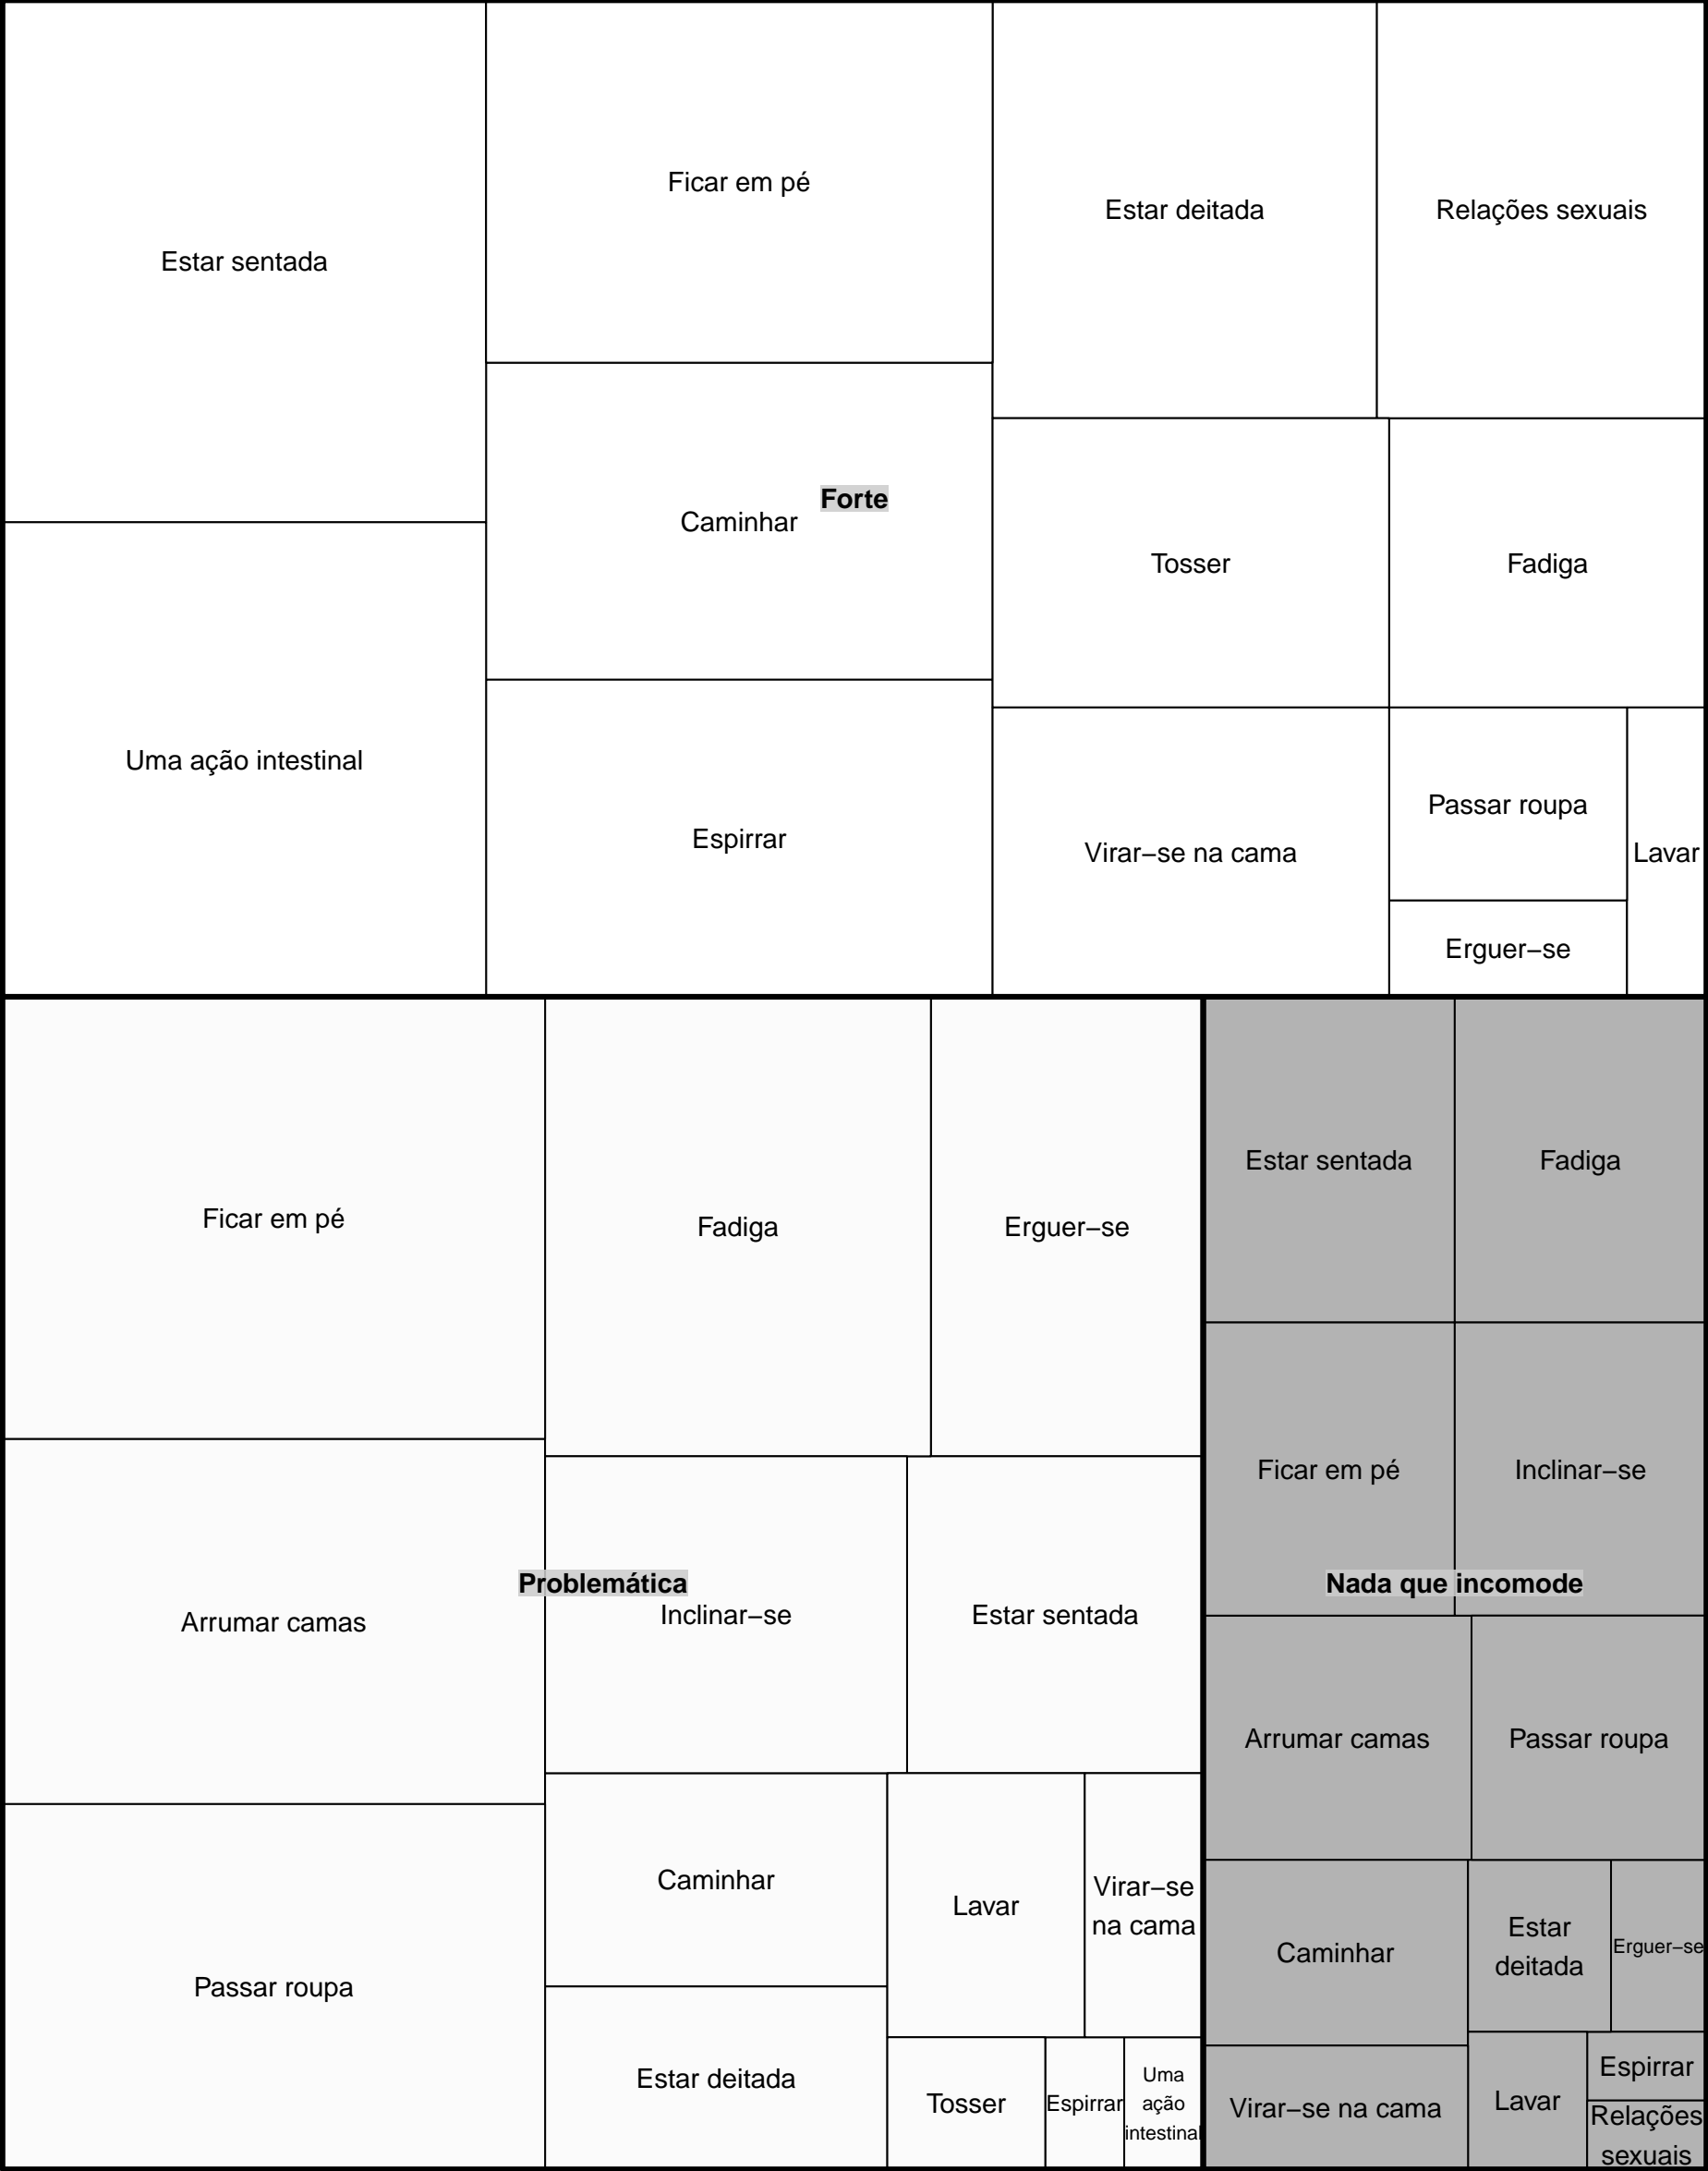 Estar sentada
Ficar em pé
Estar deitada
Relações sexuais
Forte
Caminhar
Tosser
Fadiga
Uma ação intestinal
Espirrar
Virar−se na cama
Passar roupa
Lavar
Erguer−se
Ficar em pé
Fadiga
Erguer−se
Problemática
Arrumar camas
Inclinar−se
Estar sentada
Passar roupa
Caminhar
Lavar
Virar−se
na cama
Estar deitada
Tosser
Espirrar
Uma
ação
intestinal
Estar sentada
Fadiga
Ficar em pé
Inclinar−se
Nada que incomode
Arrumar camas
Passar roupa
Caminhar
Estar
deitada
Erguer−se
Virar−se na cama
Lavar
Espirrar
Relações
sexuais